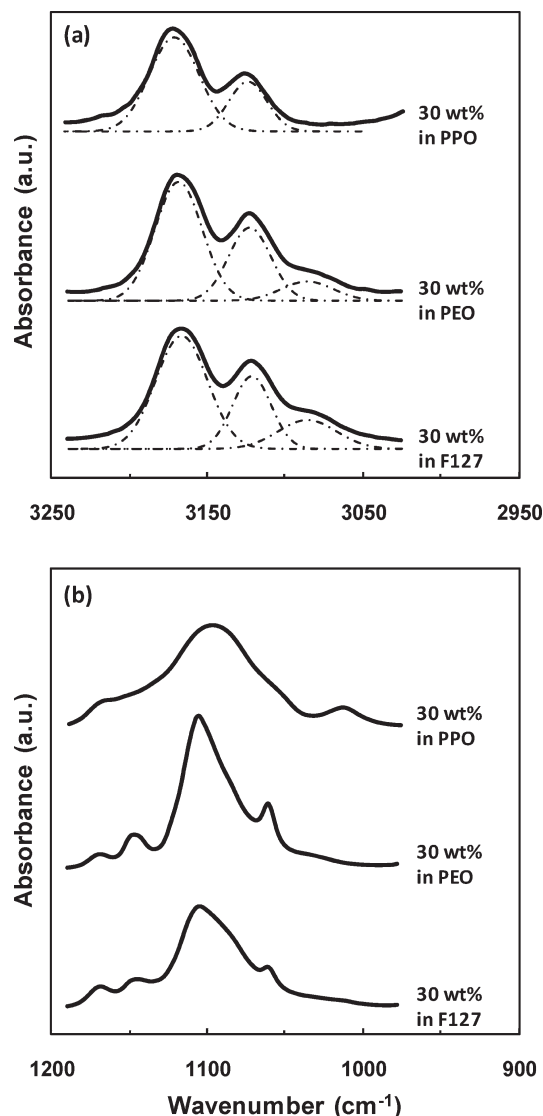 (a)
30 wt%
in PPO
30 wt%
in PEO
30 wt%
in F127
Absorbance (a.u.)
3250 3150 3050 2950
(b)
30 wt%
in PPO
30 wt%
in PEO
30 wt%
in F127
Absorbance (a.u.)
1200 1100 1000 900
Wavenumber (cm⁻¹)